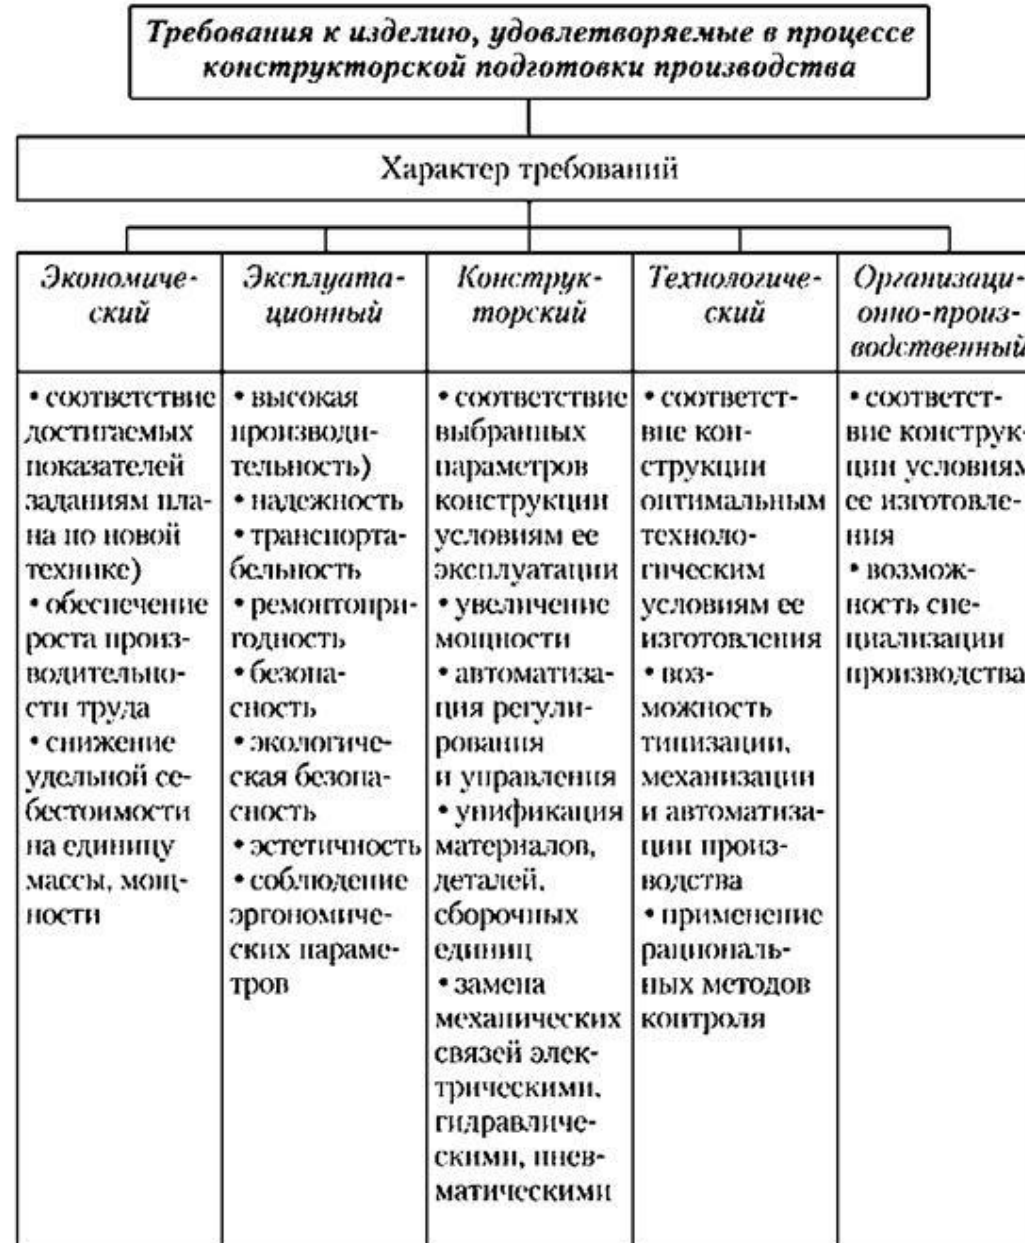 Требования к изделию, удовлетворяемые в процессе
конструкторской подготовки производства
Характер требований
Экономиче-
ский
Эксплуата-
ционный
Конструк-
торский
Технологиче-
ский
Организаци-
онно-произ-
водственный
• соответствие
достигаемых
показателей
заданиям пла-
на по новой
технике)
• обеспечение
роста произ-
водительно-
сти труда
• снижение
удельной се-
бестоимости
на единицу
массы, мощ-
ности
• высокая
производи-
тельность)
• надежность
• транспорта-
бельность
• ремонтопри-
годность
• безопа-
сность
• экологиче-
ская безопа-
сность
• эстетичность
• соблюдение
эргономиче-
ских параме-
тров
• соответствие
выбранных
параметров
конструкции
условиям ее
эксплуатации
• увеличение
мощности
• автоматиза-
ция регули-
рования
и управления
• унификация
материалов,
деталей,
сборочных
единиц
• замена
механических
связей элек-
трическими,
гидравличе-
скими, пнев-
матическими
• соответст-
вие кон-
струкции
оптимальным
техноло-
гическим
условиям ее
изготовления
• воз-
можность
типизации,
механизации
и автоматиза-
ции произ-
водства
• применение
рациональ-
ных методов
контроля
• соответст-
вие конструк-
ции условиям
ее изготовле-
ния
• возмож-
ность спе-
циализации
производства